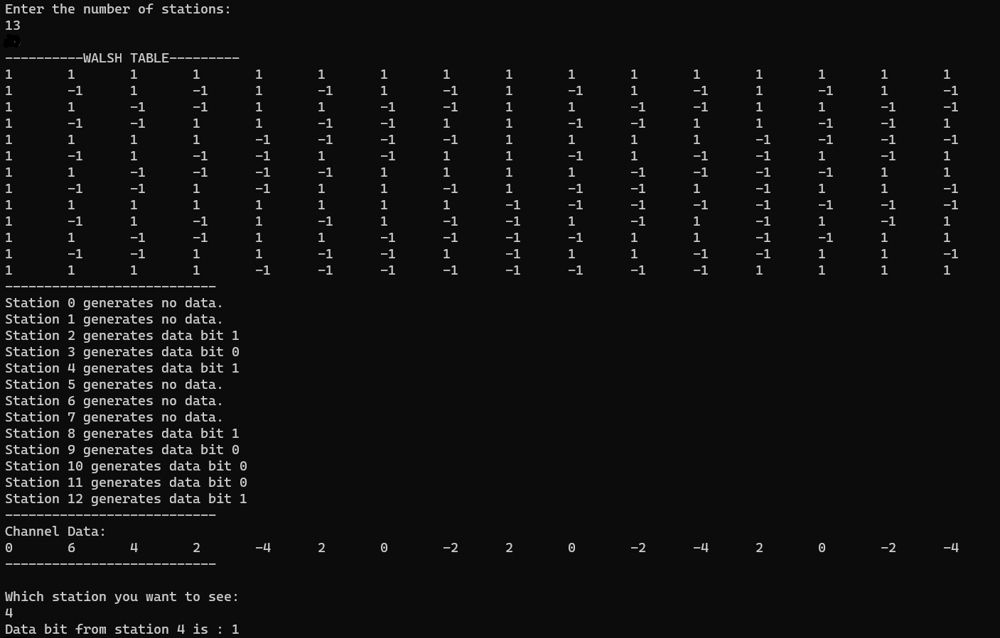 Enter the number of stations:
13
----------WALSH TABLE---------
1 1 1 1 1 1 1 1 1 1 1 1 1 1 1 1
1 -1 1 -1 1 -1 1 -1 1 -1 1 -1 1 -1 1 -1
1 1 -1 -1 1 1 -1 -1 1 1 -1 -1 1 1 -1 -1
1 -1 -1 1 1 -1 -1 1 1 -1 -1 1 1 -1 -1 1
1 1 1 1 -1 -1 -1 -1 1 1 1 1 -1 -1 -1 -1
1 -1 1 -1 -1 1 -1 1 1 -1 1 -1 -1 1 -1 1
1 1 -1 -1 -1 -1 1 1 1 1 -1 -1 -1 -1 1 1
1 -1 -1 1 -1 1 1 -1 1 -1 -1 1 -1 1 1 -1
1 1 1 1 1 1 1 1 -1 -1 -1 -1 -1 -1 -1 -1
1 -1 1 -1 1 -1 1 -1 -1 1 -1 1 -1 1 -1 1
1 1 -1 -1 1 1 -1 -1 -1 -1 1 1 -1 -1 1 1
1 -1 -1 1 1 -1 -1 1 -1 1 1 -1 -1 1 1 -1
1 1 1 1 -1 -1 -1 -1 -1 -1 -1 -1 1 1 1 1
---------------------------
Station 0 generates no data.
Station 1 generates no data.
Station 2 generates data bit 1
Station 3 generates data bit 0
Station 4 generates data bit 1
Station 5 generates no data.
Station 6 generates no data.
Station 7 generates no data.
Station 8 generates data bit 1
Station 9 generates data bit 0
Station 10 generates data bit 0
Station 11 generates data bit 0
Station 12 generates data bit 1
---------------------------
Channel Data:
0 6 4 2 -4 2 0 -2 2 0 -2 -4 2 0 -2 -4
---------------------------
Which station you want to see:
4
Data bit from station 4 is : 1